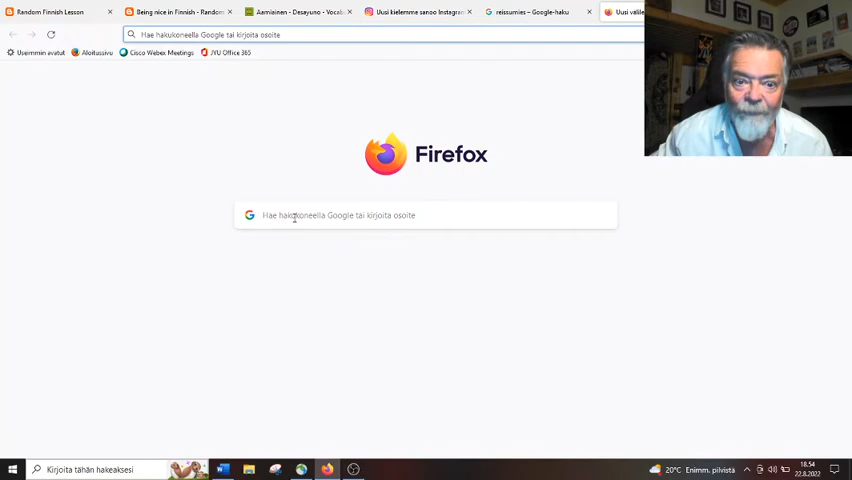 Random Finnish Lesson
Being nice in Finnish - Random
Aamiainen - Desayuno - Vocab
Uusi kielemme sanoo Instagram
reissumies – Google-haku
Uusi välile
Hae hakukoneella Google tai kirjoita osoite
Useimmin avatut
Aloitussivu
Cisco Webex Meetings
JYU Office 365
Firefox
Hae hakukoneella Google tai kirjoita osoite
Kirjoita tähän hakeaksesi
20°C Enimm. pilvistä
18.54
22.8.2022